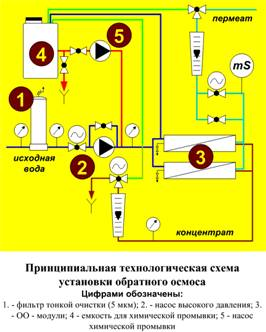 пермеат
4
5
mS
1
исходная
вода
2
3
концентрат
Принципиальная технологическая схема
установки обратного осмоса
Цифрами обозначены:
1. - фильтр тонкой очистки (5 мкм); 2. - насос высокого давления; 3.
- ОО - модули; 4 - емкость для химической промывки; 5 - насос
химической промывки